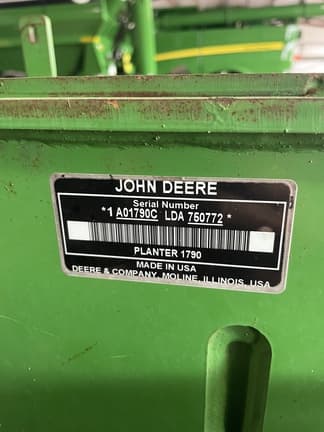 JOHN DEERE
Serial Number
*1 A01790C LDA 750772 *
PLANTER 1790
MADE IN USA
DEERE & COMPANY, MOLINE, ILLINOIS, USA